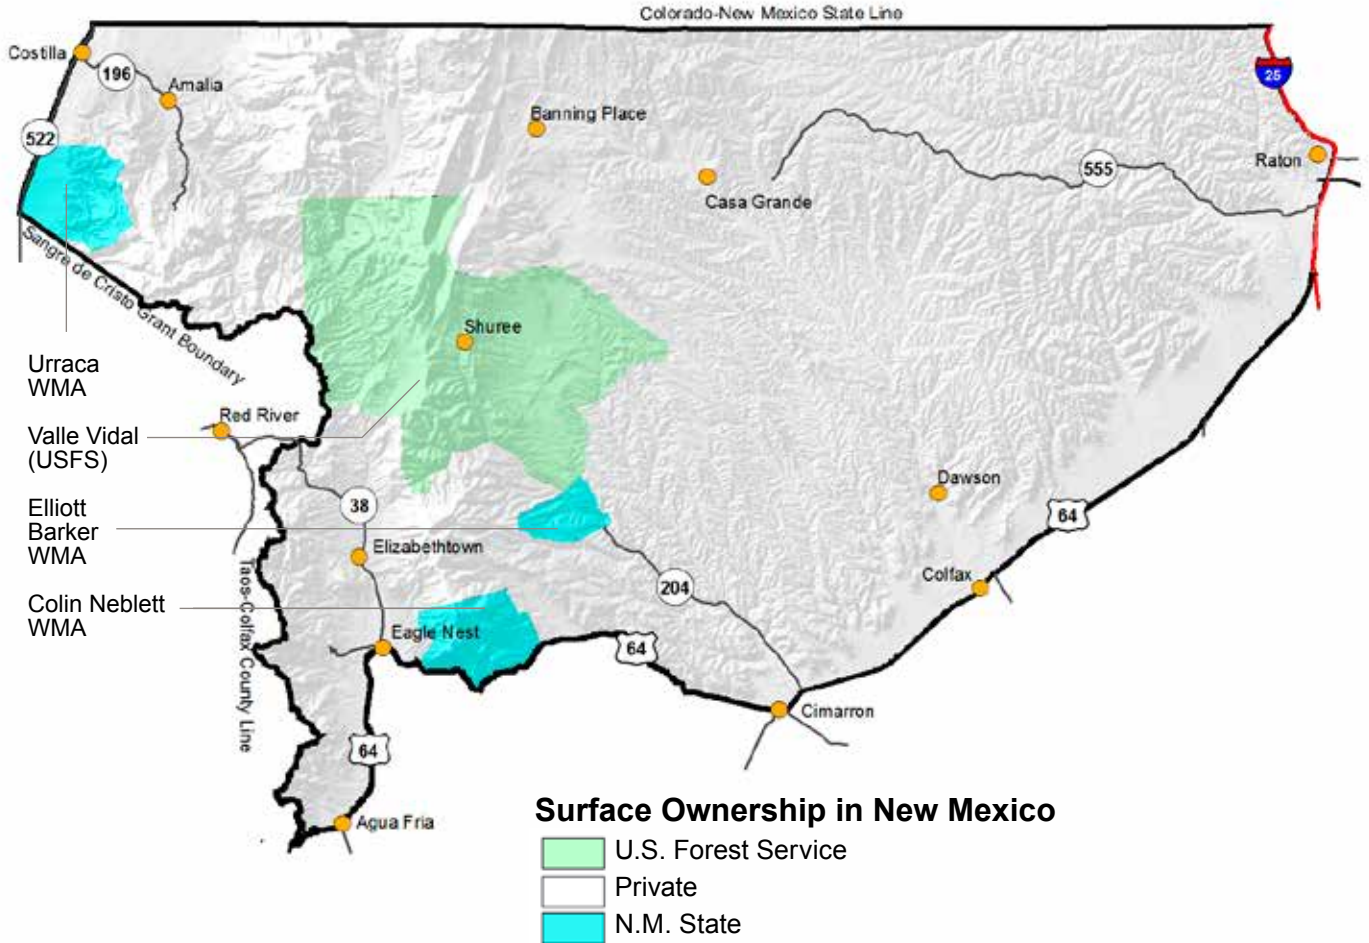 Colorado-New Mexico State Line
Costilla
196
Amalia
25
522
Banning Place
Raton
555
Casa Grande
Sangre de Cristo Grant Boundary
Shuree
Urraca
WMA
Red River
Valle Vidal
(USFS)
Dawson
Elliott
Barker
WMA
38
64
Elizabethtown
Colfax
204
Colin Neblett
WMA
Eagle Nest
64
Taos-Colfax County Line
Cimarron
64
Agua Fria
Surface Ownership in New Mexico
U.S. Forest Service
Private
N.M. State